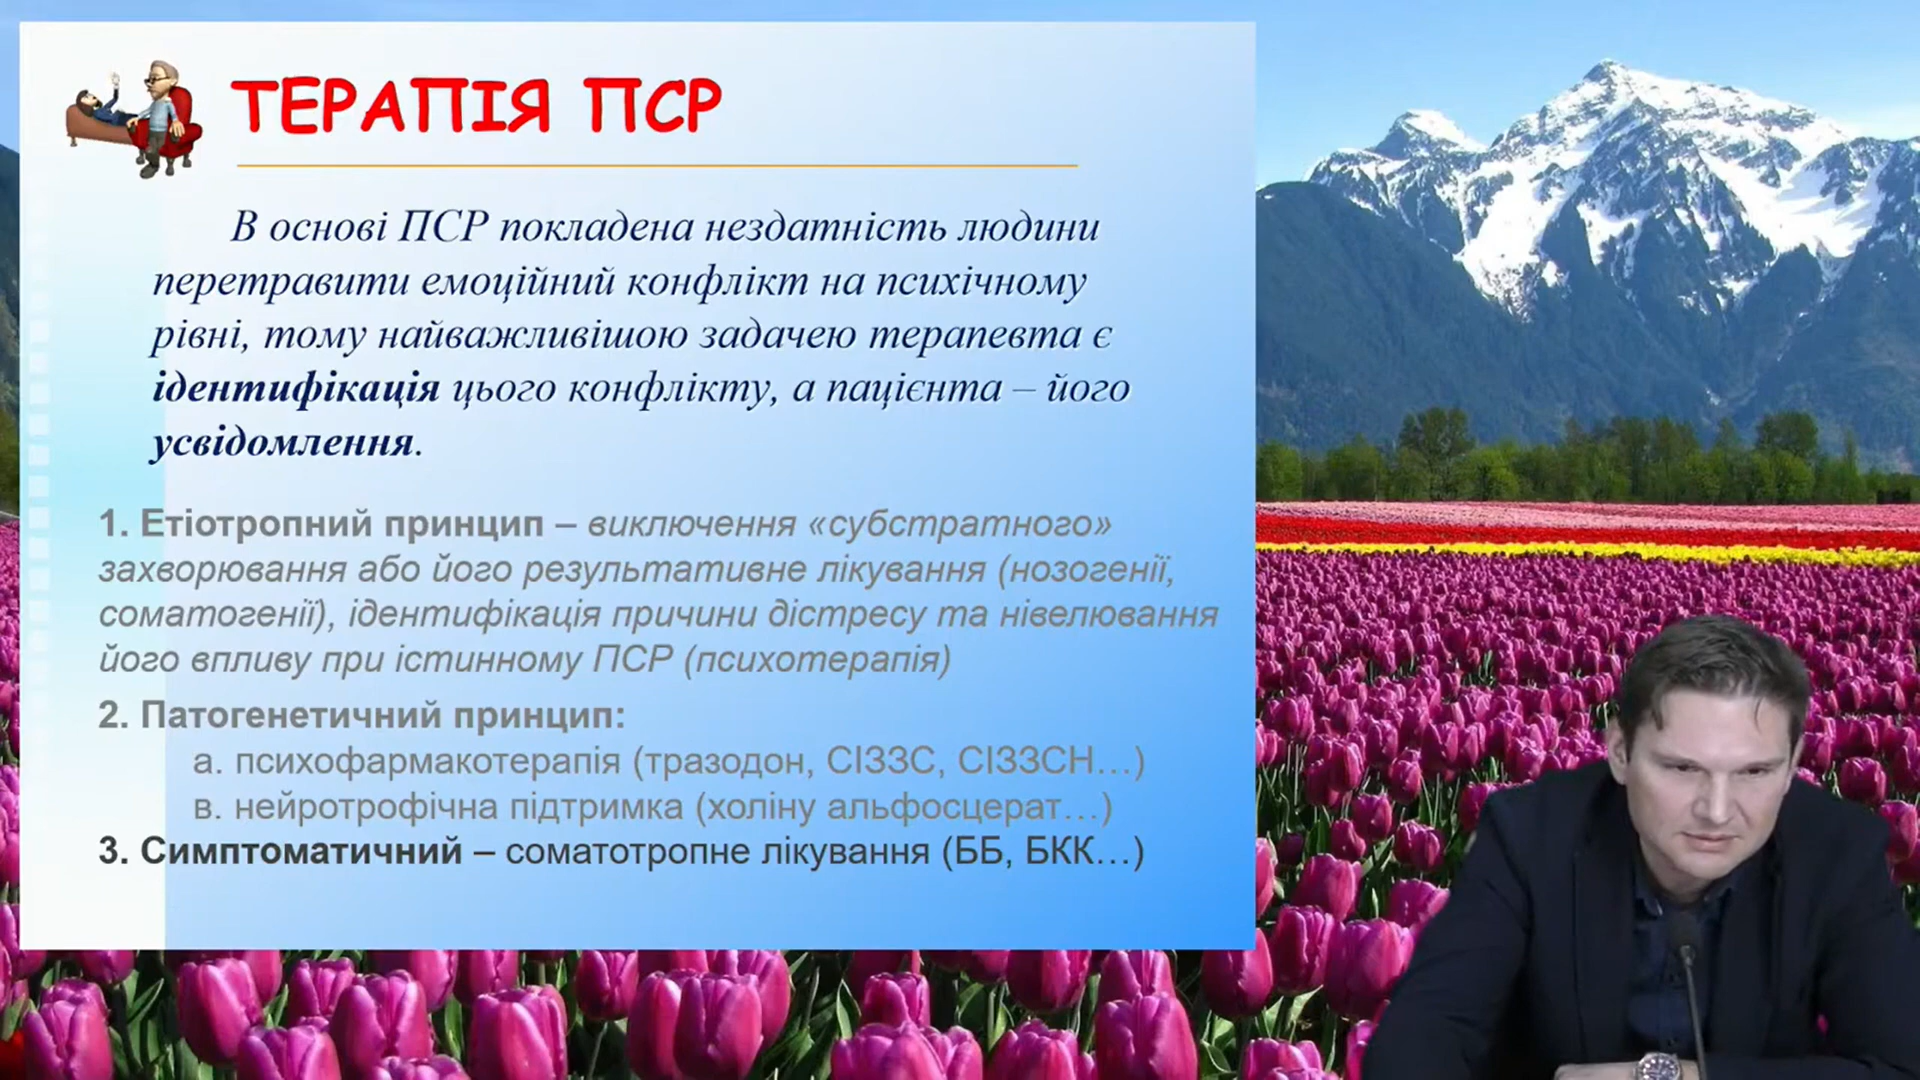 ТЕРАПІЯ ПСР
В основі ПСР покладена нездатність людини
перетравити емоційний конфлікт на психічному
рівні, тому найважливішою задачею терапевта є
ідентифікація цього конфлікту, а пацієнта – його
усвідомлення.
1. Етіотропний принцип – виключення «субстратного»
захворювання або його результативне лікування (нозогенії,
соматогенії), ідентифікація причини дістресу та нівелювання
його впливу при істинному ПСР (психотерапія)
2. Патогенетичний принцип:
а. психофармакотерапія (тразодон, СІЗЗС, СІЗЗСН…)
в. нейротрофічна підтримка (холіну альфосцерат…)
3. Симптоматичний – соматотропне лікування (ББ, БКК…)